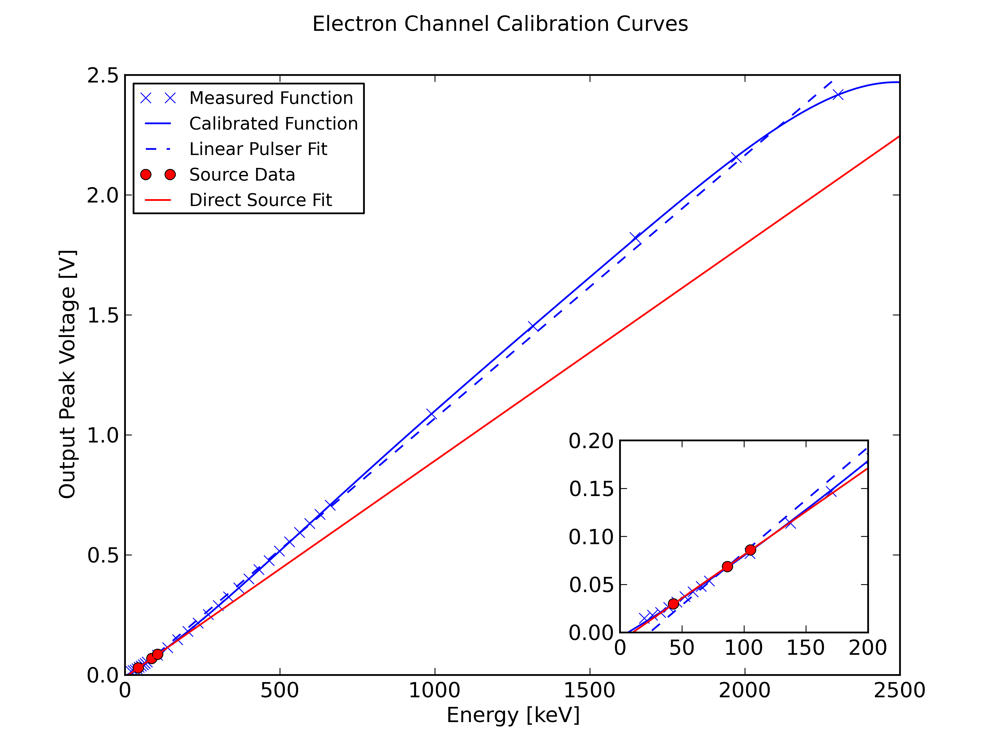 Electron Channel Calibration Curves
2.5
2.0
1.5
1.0
0.5
0.0
Output Peak Voltage [V]
Measured Function
Calibrated Function
Linear Pulser Fit
Source Data
Direct Source Fit
0.20
0.15
0.10
0.05
0.00
0 50 100 150 200
0 500 1000 1500 2000 2500
Energy [keV]